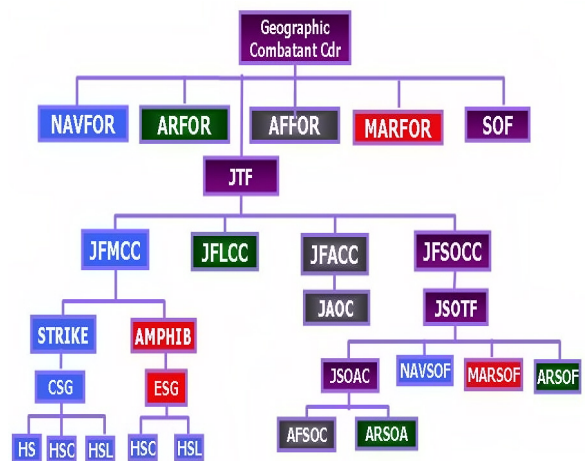 Geographic
Combatant Cdr
NAVFOR
ARFOR
AFFOR
MARFOR
SOF
JTF
JFMCC
JFLCC
JFACC
JFSOCC
JAOC
JSOTF
STRIKE
AMPHIB
JSOAC
NAVSOF
MARSOF
ARSOF
CSG
ESG
AFSOC
ARSOA
HS
HSC
HSL
HSC
HSL